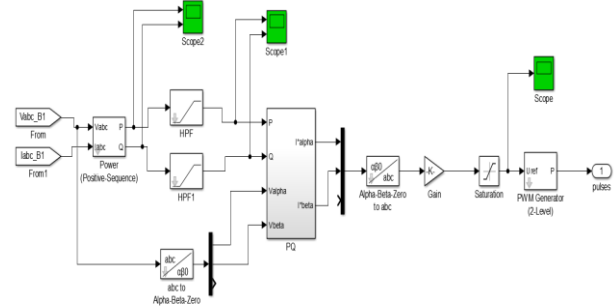 Scope2
Scope1
Vabc_B1
From
Iabc_B1
From1
Vabc P
Iabc Q
Power
(Positive-Sequence)
HPF
HPF1
P
Q
Valpha
Vbeta
I*alpha
I*beta
PQ
abc
αβ0
abc to
Alpha-Beta-Zero
αβ0
abc
Alpha-Beta-Zero
to abc
-K-
Gain
Saturation
Scope
Uref P
PWM Generator
(2-Level)
1
pulses